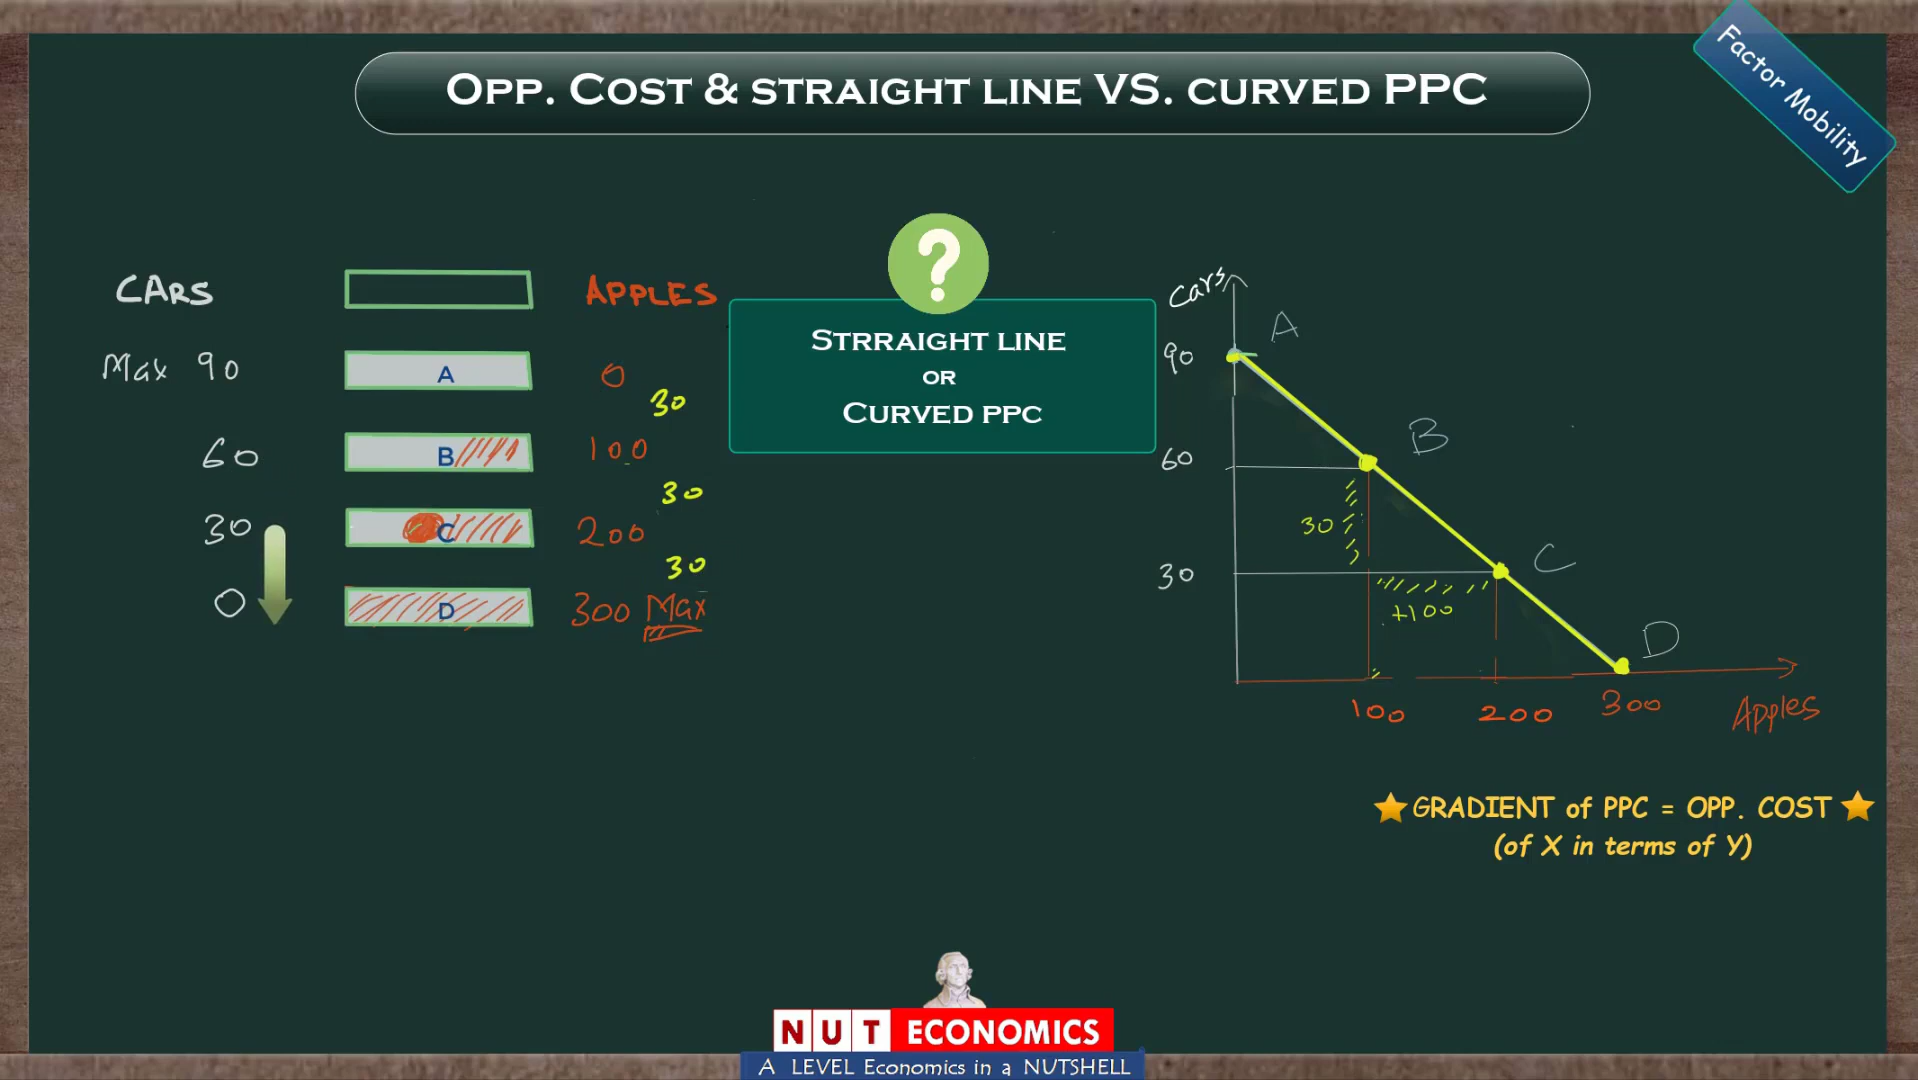 OPP. COST & STRAIGHT LINE VS. CURVED PPC
Factor Mobility
CARS
APPLES
Max 90
A
0
30
60
B
100
30
30
C
200
30
0
D
300 Max
?
STRRAIGHT LINE
OR
CURVED PPC
Cars
A
90
B
60
30
C
30
+100
D
100
200
300
Apples
GRADIENT of PPC = OPP. COST
(of X in terms of Y)
NUT ECONOMICS
A LEVEL Economics in a NUTSHELL